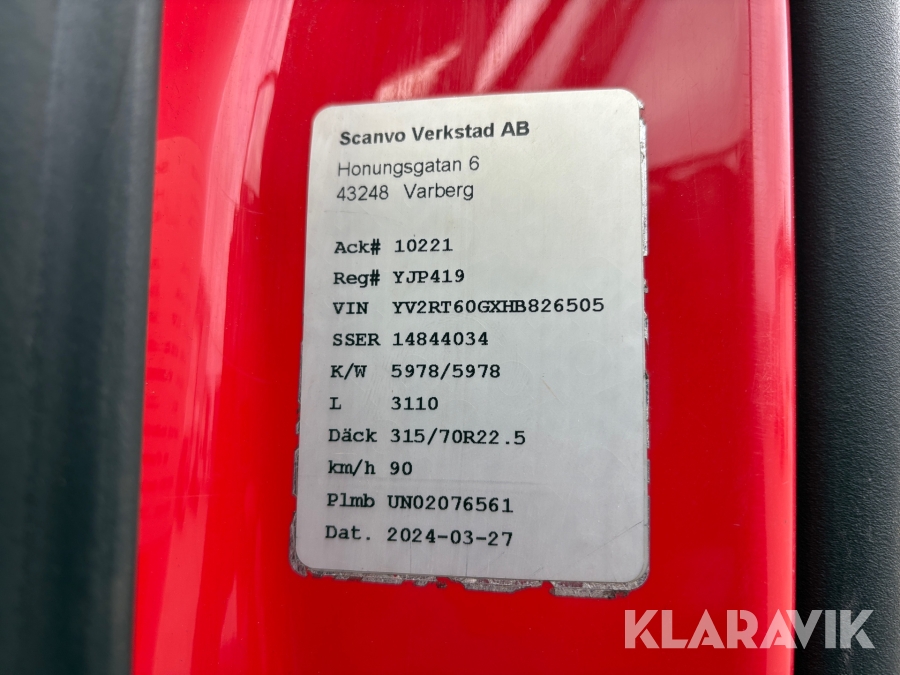 Scanvo Verkstad AB
Honungsgatan 6
43248 Varberg
Ack# 10221
Reg# YJP419
VIN YV2RT60GXHB826505
SSER 14844034
K/W 5978/5978
L 3110
Däck 315/70R22.5
km/h 90
Plmb UN02076561
Dat. 2024-03-27
KLARAVIK